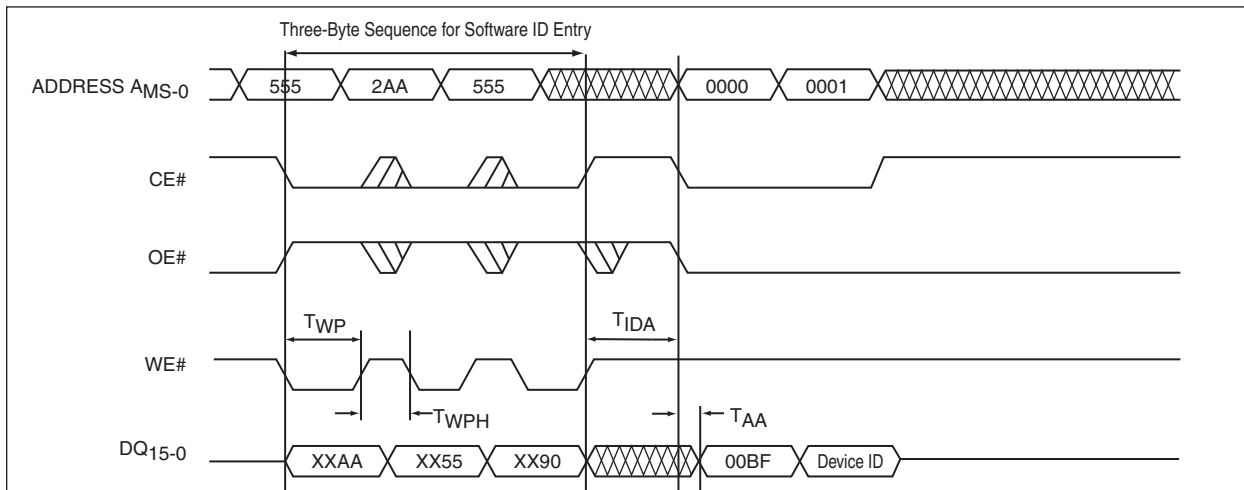 Three-Byte Sequence for Software ID Entry
ADDRESS AMS-0 555 2AA 555 0000 0001
CE#
OE#
TWP TIDA
WE#
TWPH TAA
DQ15-0 XXAA XX55 XX90 00BF Device ID